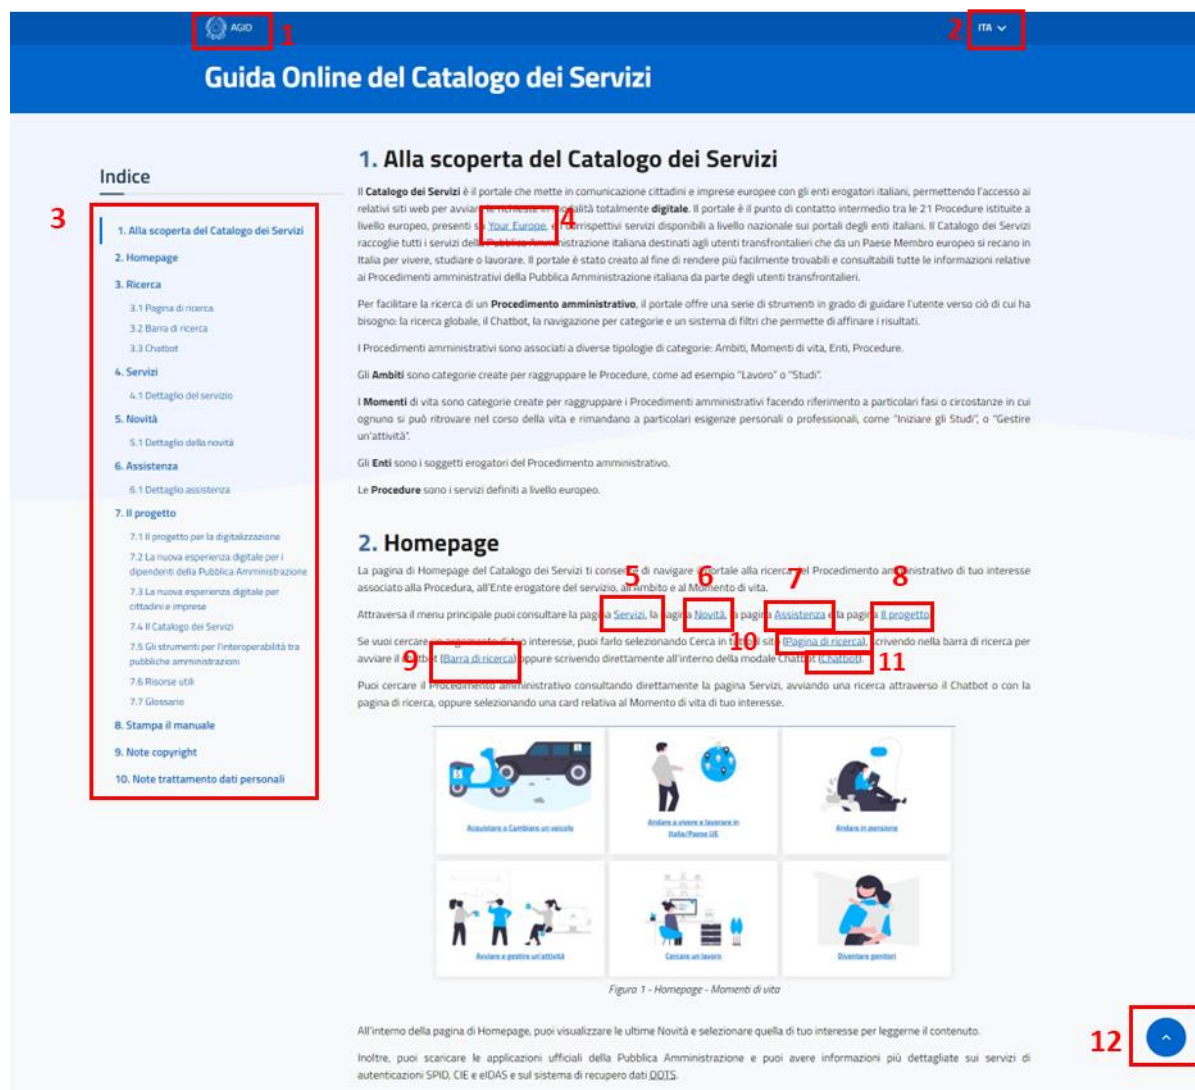 AGID
1
2
ITA
Guida Online del Catalogo dei Servizi
Indice
3
1. Alla scoperta del Catalogo dei Servizi
2. Homepage
3. Ricerca
3.1 Pagina di ricerca
3.2 Barra di ricerca
3.3 Chatbot
4. Servizi
4.1 Dettaglio del servizio
5. Novità
5.1 Dettaglio della novità
6. Assistenza
6.1 Dettaglio assistenza
7. Il progetto
7.1 Il progetto per la digitalizzazione
7.2 La nuova esperienza digitale per i
dipendenti della Pubblica Amministrazione
7.3 La nuova esperienza digitale per
cittadini e imprese
7.4 Il Catalogo dei Servizi
7.5 Gli strumenti per l'interoperabilità tra
pubbliche amministrazioni
7.6 Risorse utili
7.7 Glossario
8. Stampa il manuale
9. Note copyright
10. Note trattamento dati personali
1. Alla scoperta del Catalogo dei Servizi
Il Catalogo dei Servizi è il portale che mette in comunicazione cittadini e imprese europee con gli enti erogatori italiani, permettendo l'accesso ai
relativi siti web per avviare le richieste in modalità totalmente digitale. Il portale è il punto di contatto intermedio tra le 21 Procedure istituite a
4
livello europeo, presenti su Your Europe, e i corrispettivi servizi disponibili a livello nazionale sui portali degli enti italiani. Il Catalogo dei Servizi
raccoglie tutti i servizi della Pubblica Amministrazione italiana destinati agli utenti transfrontalieri che da un Paese Membro europeo si recano in
Italia per vivere, studiare o lavorare. Il portale è stato creato al fine di rendere più facilmente trovabili e consultabili tutte le informazioni relative
ai Procedimenti amministrativi della Pubblica Amministrazione italiana da parte degli utenti transfrontalieri.
Per facilitare la ricerca di un Procedimento amministrativo, il portale offre una serie di strumenti in grado di guidare l'utente verso ciò di cui ha
bisogno: la ricerca globale, il Chatbot, la navigazione per categorie e un sistema di filtri che permette di affinare i risultati.
I Procedimenti amministrativi sono associati a diverse tipologie di categorie: Ambiti, Momenti di vita, Enti, Procedure.
Gli Ambiti sono categorie create per raggruppare le Procedure, come ad esempio "Lavoro" o "Studi".
I Momenti di vita sono categorie create per raggruppare i Procedimenti amministrativi facendo riferimento a particolari fasi o circostanze in cui
ognuno si può ritrovare nel corso della vita e rimandano a particolari esigenze personali o professionali, come "Iniziare gli Studi", o "Gestire
un'attività".
Gli Enti sono i soggetti erogatori del Procedimento amministrativo.
Le Procedure sono i servizi definiti a livello europeo.
2. Homepage
La pagina di Homepage del Catalogo dei Servizi ti consente di navigare il portale alla ricerca del Procedimento amministrativo di tuo interesse
5 6 7 8
associato alla Procedura, all'Ente erogatore del servizio, all'Ambito e al Momento di vita.
Attraversa il menu principale puoi consultare la pagina Servizi, la pagina Novità, la pagina Assistenza e la pagina Il progetto
Se vuoi cercare un argomento di tuo interesse, puoi farlo selezionando Cerca in tutto il sito (Pagina di ricerca), scrivendo nella barra di ricerca per
10
9
avviare il chatbot (Barra di ricerca) oppure scrivendo direttamente all'interno della modale Chatbot (Chatbot).
11
Puoi cercare il Procedimento amministrativo consultando direttamente la pagina Servizi, avviando una ricerca attraverso il Chatbot o con la
pagina di ricerca, oppure selezionando una card relativa al Momento di vita di tuo interesse.
Acquistare o Cambiare un veicolo
Andare a vivere e lavorare in
Italia/Paese UE
Andare in pensione
Avviare e gestire un'attività
Cercare un lavoro
Diventare genitori
Figura 1 - Homepage - Momenti di vita
All'interno della pagina di Homepage, puoi visualizzare le ultime Novità e selezionare quella di tuo interesse per leggerne il contenuto.
12
Inoltre, puoi scaricare le applicazioni ufficiali della Pubblica Amministrazione e puoi avere informazioni più dettagliate sui servizi di
autenticazioni SPID, CIE e eIDAS e sul sistema di recupero dati OOTS.